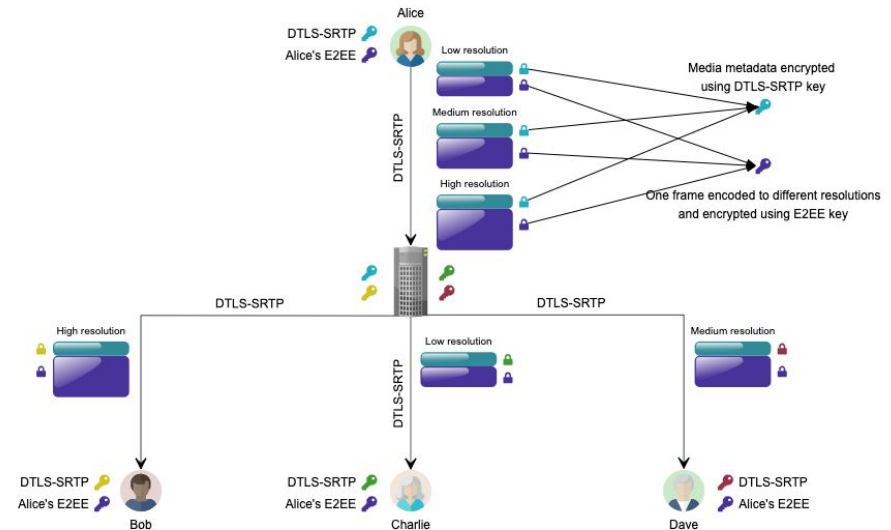 Alice
DTLS-SRTP
Alice's E2EE
Low resolution
Media metadata encrypted
using DTLS-SRTP key
Medium resolution
DTLS-SRTP
High resolution
One frame encoded to different resolutions
and encrypted using E2EE key
DTLS-SRTP
DTLS-SRTP
High resolution
Low resolution
Medium resolution
DTLS-SRTP
DTLS-SRTP
Alice's E2EE
Bob
DTLS-SRTP
Alice's E2EE
Charlie
DTLS-SRTP
Alice's E2EE
Dave